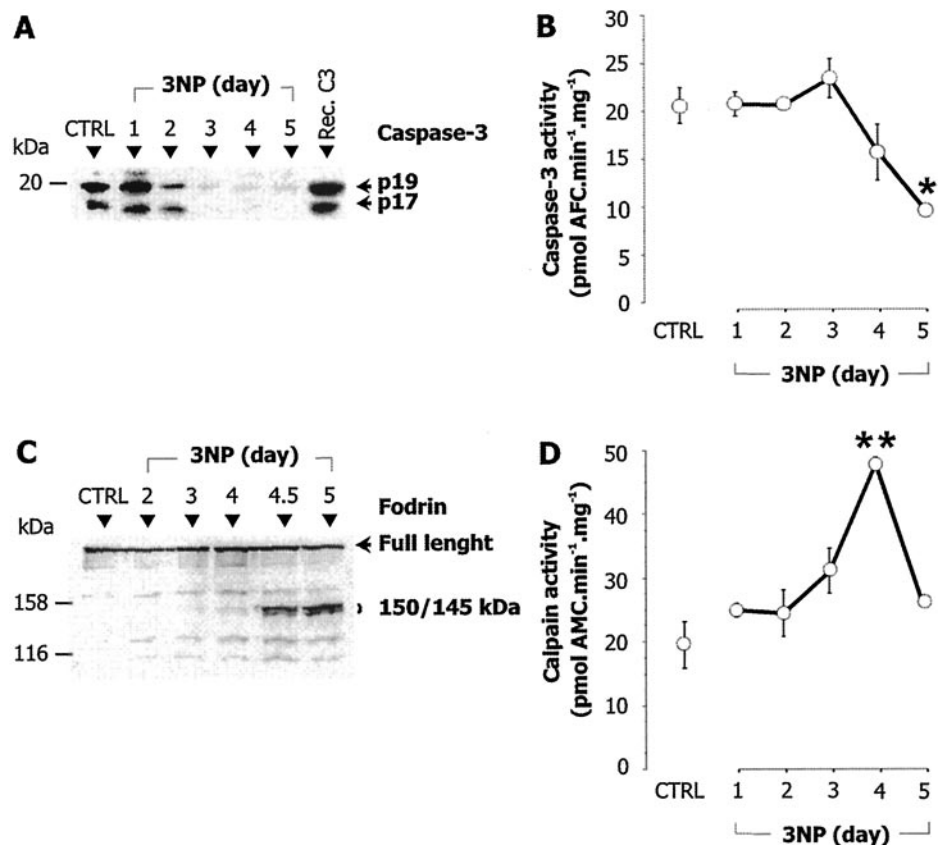 A
3NP (day)
CTRL 1 2 3 4 5 Rec. C3
Caspase-3
kDa
20
p19
p17
B
Caspase-3 activity
(pmol AFC.min⁻¹.mg⁻¹)
30
25
20
15
10
5
0
*
CTRL 1 2 3 4 5
3NP (day)
C
3NP (day)
CTRL 2 3 4 4.5 5
Fodrin
kDa
Full lenght
158
150/145 kDa
116
D
Calpain activity
(pmol AMC.min⁻¹.mg⁻¹)
50
40
30
20
10
0
**
CTRL 1 2 3 4 5
3NP (day)